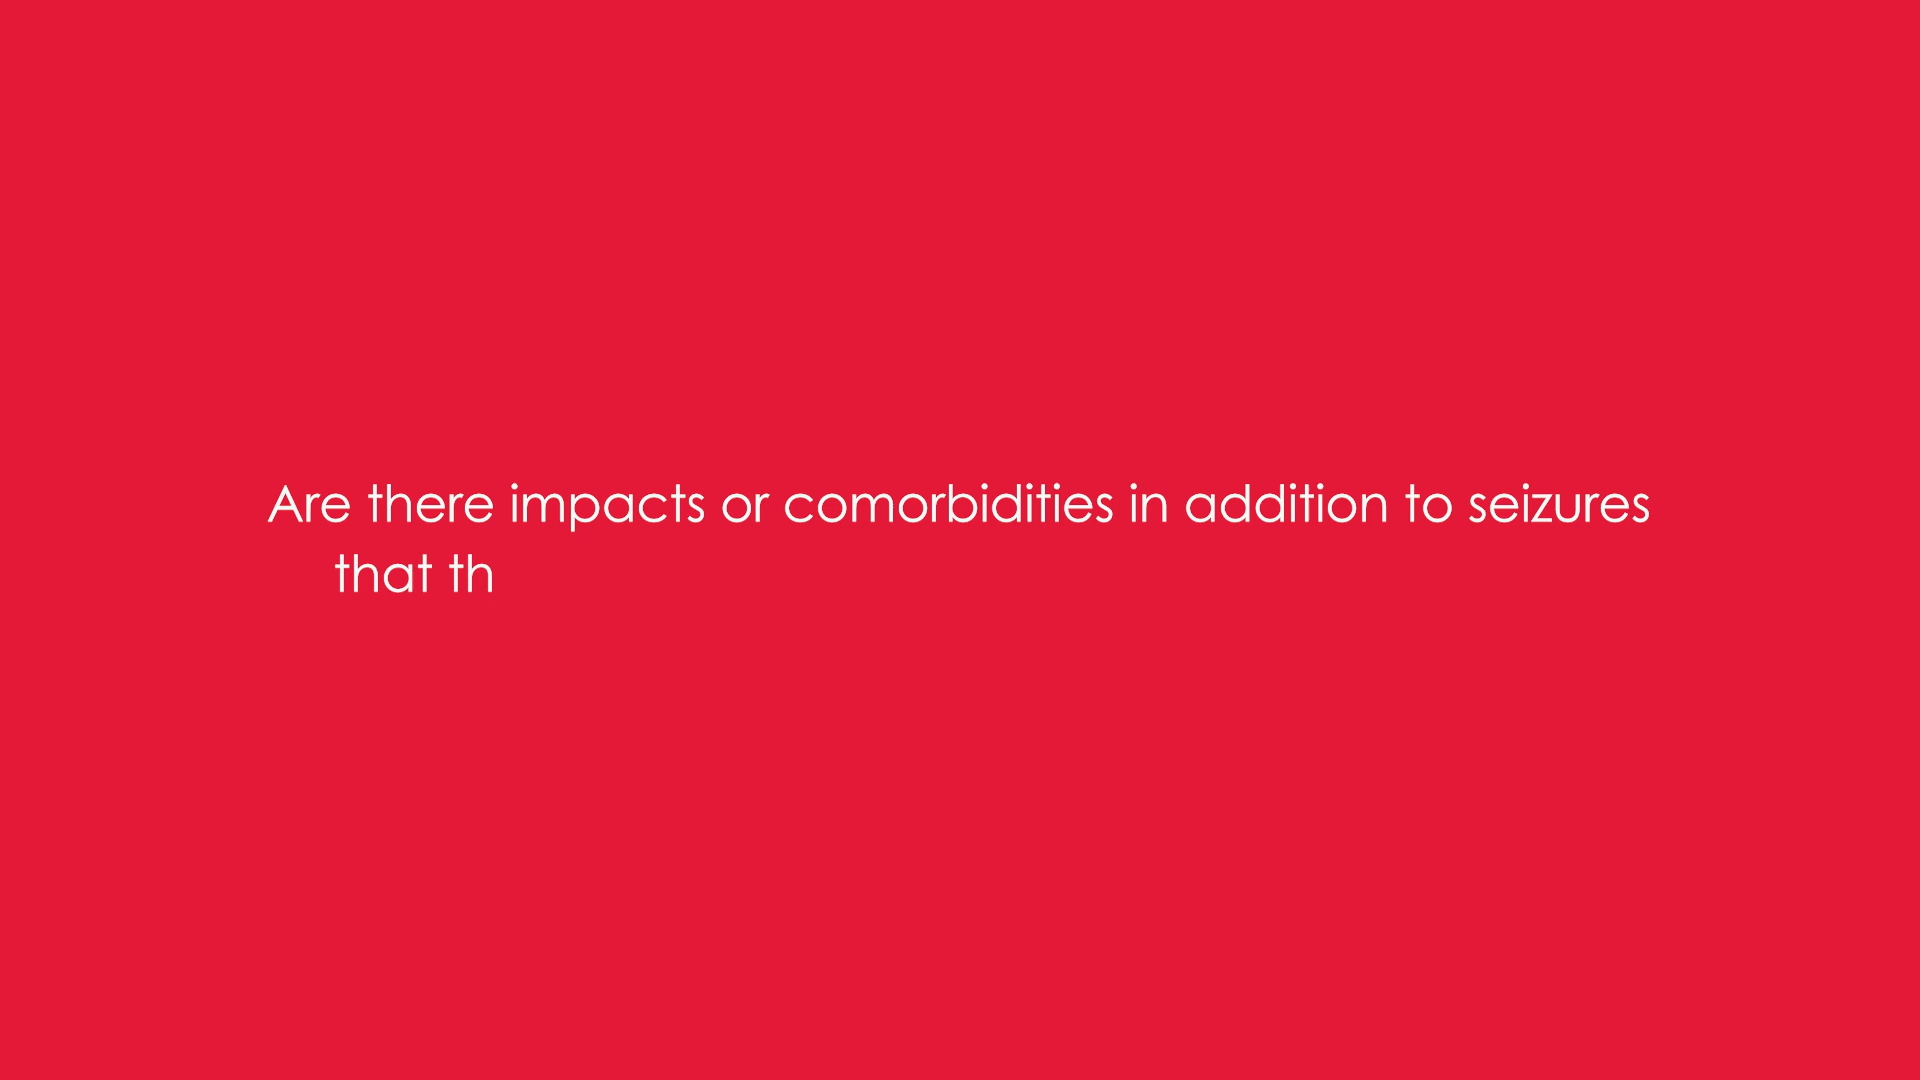 Are there impacts or comorbidities in addition to seizures
that th